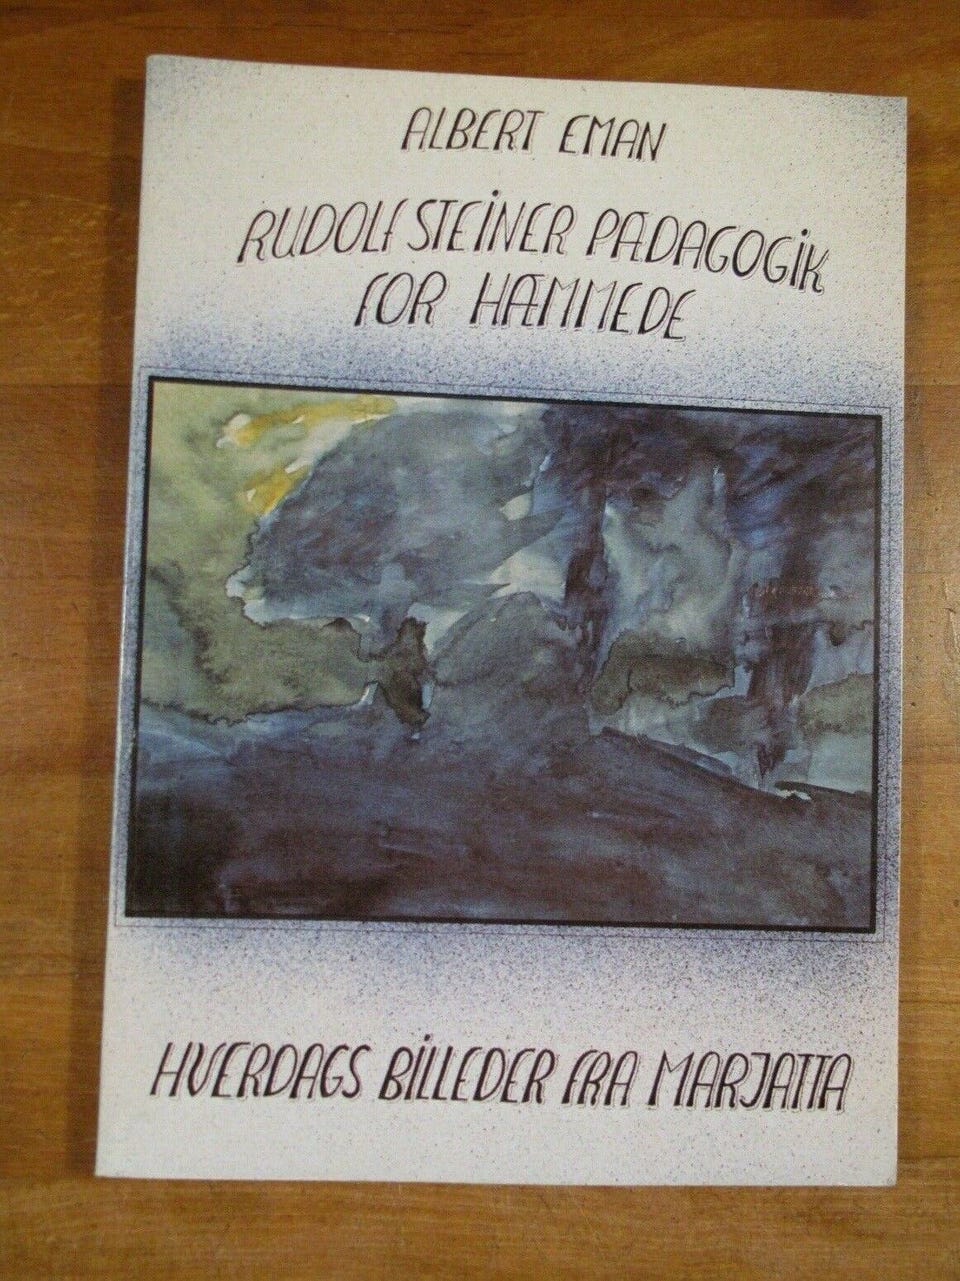 ALBERT EMAN
RUDOLF STEINER PÆDAGOGIK
FOR HÆMMEDE
HVERDAGS BILLEDER FRA MARJATTA